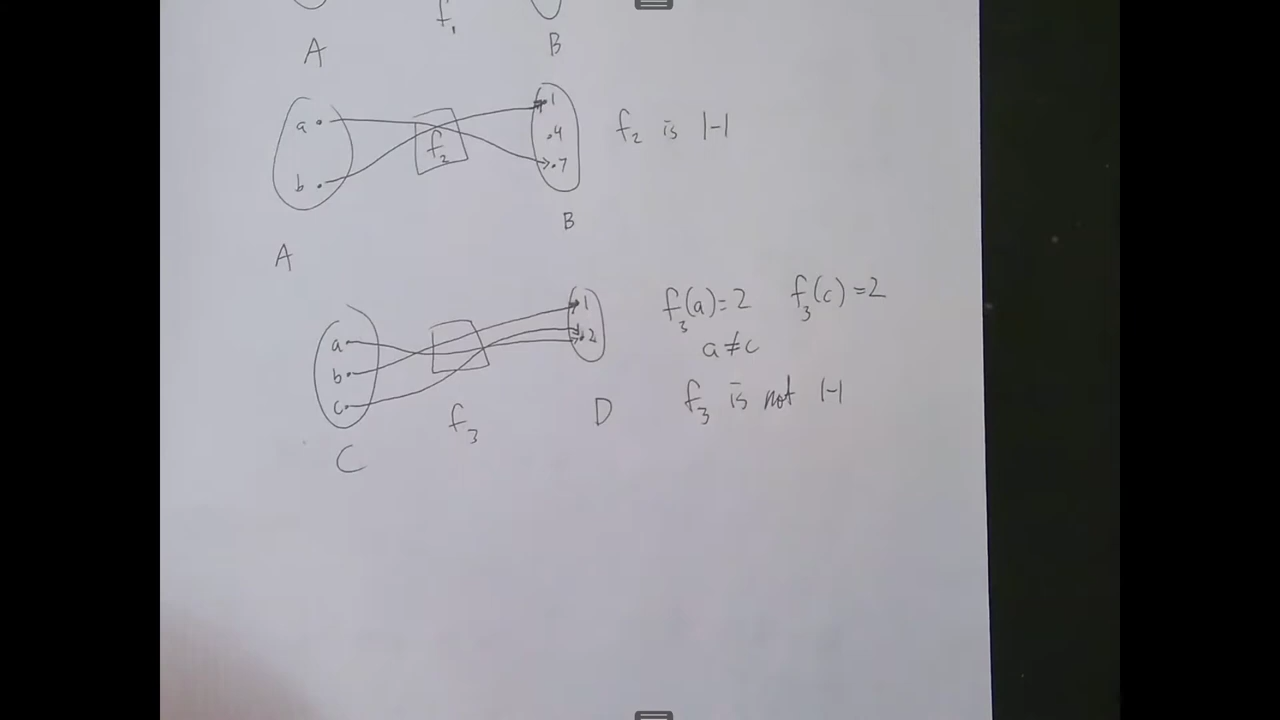 f₁
A
B
a
b
f₂
1
4
7
f₂ is 1-1
B
A
a
b
c
1
2
f₃(a)=2 f₃(c)=2
a≠c
f₃ is not 1-1
f₃
D
C